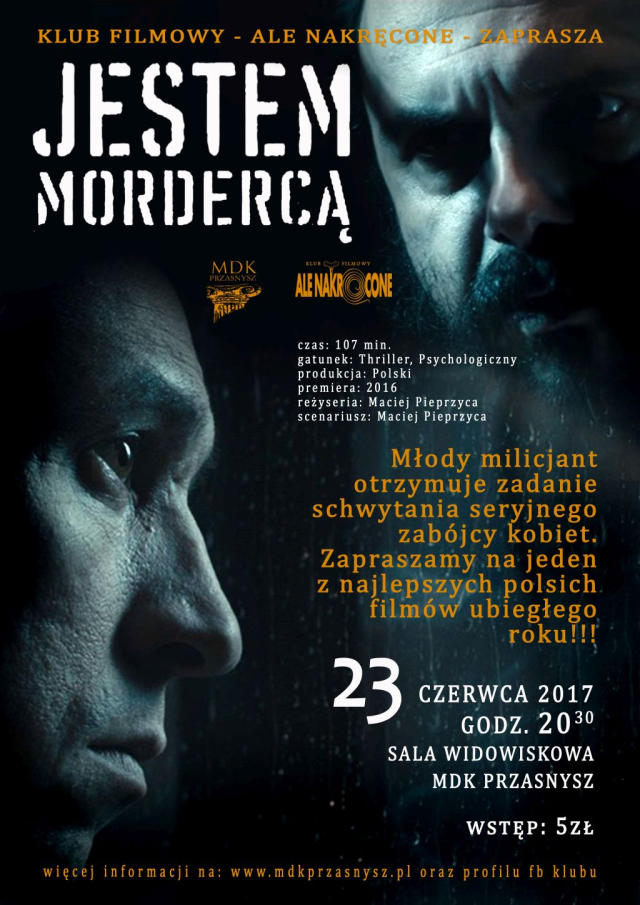 KLUB FILMOWY - ALE NAKRĘCONE - ZAPRASZA
JESTEM
MORDERCĄ
MDK
PRZASNYSZ
KLUB FILMOWY
ALE NAKRĘCONE
czas: 107 min.
gatunek: Thriller, Psychologiczny
produkcja: Polski
premiera: 2016
reżyseria: Maciej Pieprzyca
scenariusz: Maciej Pieprzyca
Młody milicjant
otrzymuje zadanie
schwytania seryjnego
zabójcy kobiet.
Zapraszamy na jeden
z najlepszych polsich
filmów ubiegłego
roku!!!
23 CZERWCA 2017
GODZ. 20³⁰
SALA WIDOWISKOWA
MDK PRZASNYSZ
WSTĘP: 5ZŁ
więcej informacji na: www.mdkprzasnysz.pl oraz profilu fb klubu